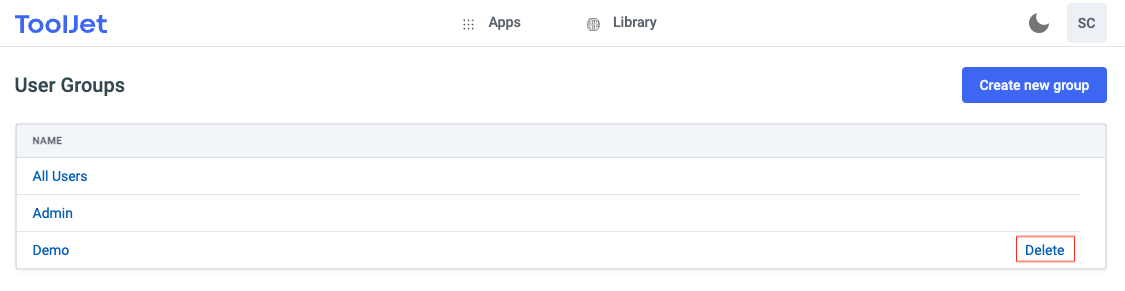 ToolJet Apps Library SC
User Groups Create new group
NAME
All Users
Admin
Demo Delete